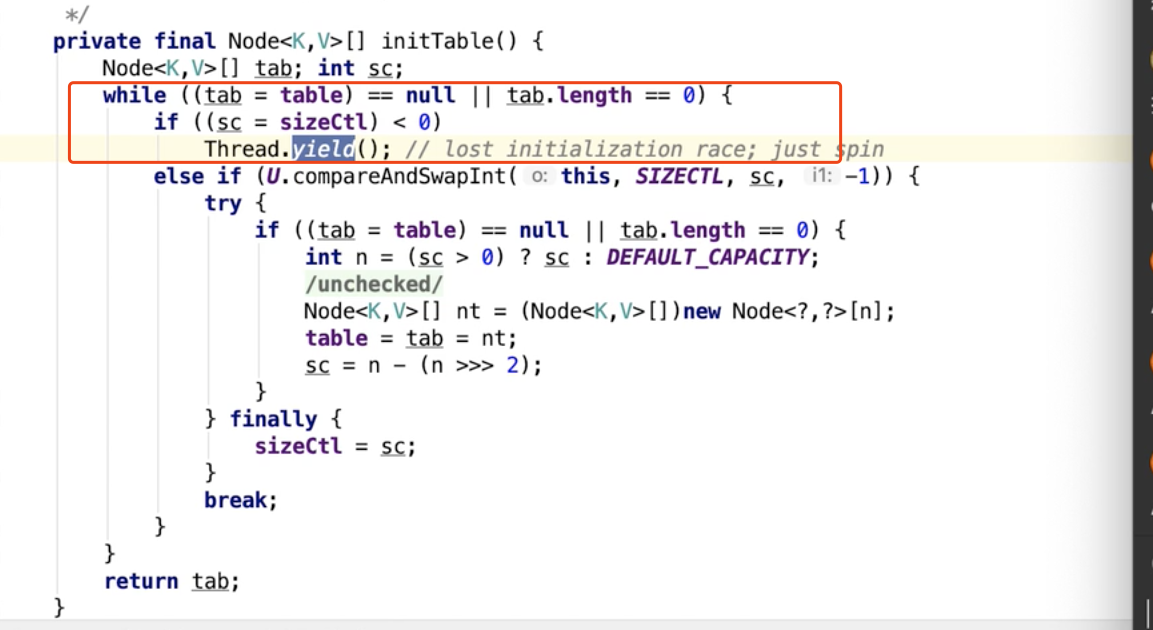 */
private final Node<K,V>[] initTable() {
Node<K,V>[] tab; int sc;
while ((tab = table) == null || tab.length == 0) {
if ((sc = sizeCtl) < 0)
Thread.yield(); // lost initialization race; just spin
else if (U.compareAndSwapInt( o: this, SIZECTL, sc, i1: -1)) {
try {
if ((tab = table) == null || tab.length == 0) {
int n = (sc > 0) ? sc : DEFAULT_CAPACITY;
/unchecked/
Node<K,V>[] nt = (Node<K,V>[])new Node<?,?>[n];
table = tab = nt;
sc = n - (n >>> 2);
}
} finally {
sizeCtl = sc;
}
break;
}
}
return tab;
}